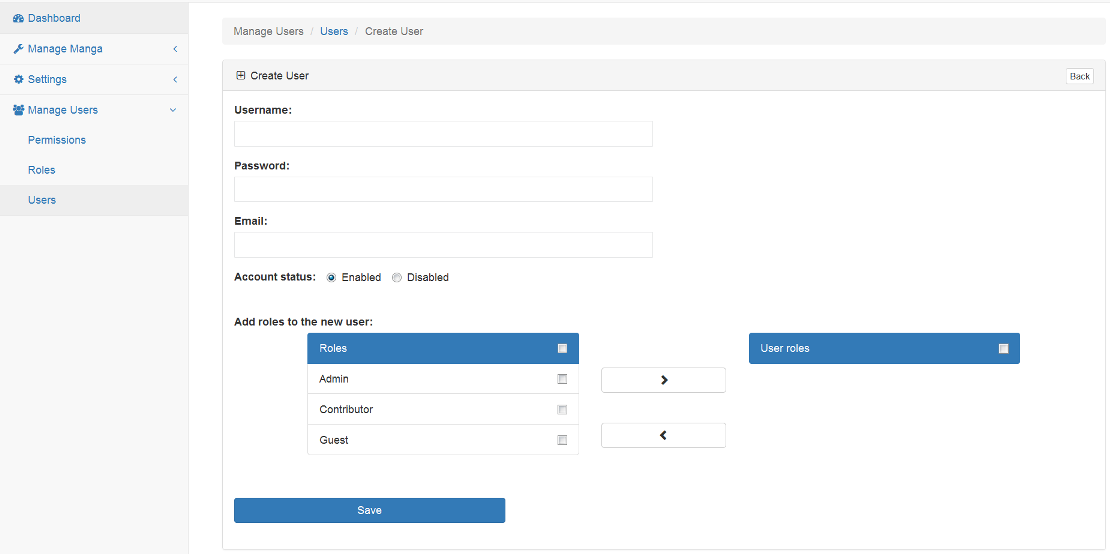 Dashboard
Manage Manga
Settings
Manage Users
Permissions
Roles
Users
Manage Users / Users / Create User
Create User
Back
Username:
Password:
Email:
Account status: Enabled Disabled
Add roles to the new user:
Roles
Admin
Contributor
Guest
User roles
Save